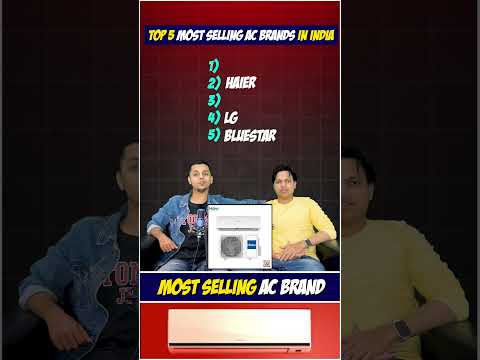 TOP 5 MOST SELLING AC BRANDS IN INDIA
1)
2) HAIER
3)
4) LG
5) BLUESTAR
MOST SELLING AC BRAND